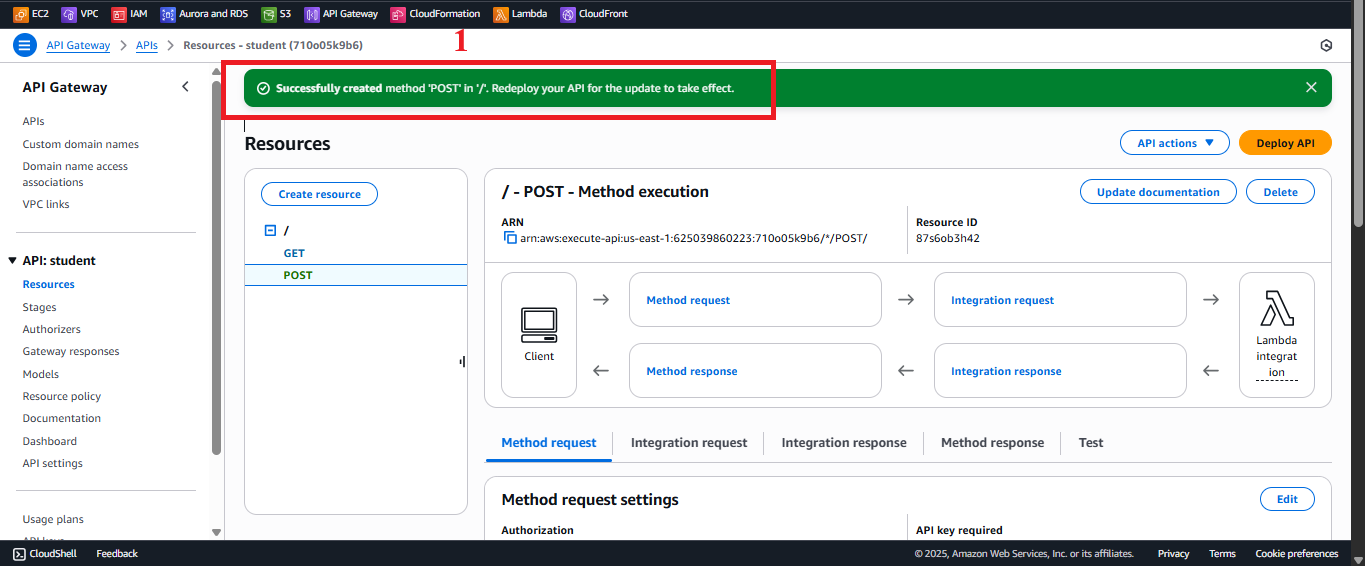 EC2 VPC IAM Aurora and RDS S3 API Gateway CloudFormation Lambda CloudFront
API Gateway > APIs > Resources - student (710o05k9b6)
1
API Gateway
APIs
Custom domain names
Domain name access
associations
VPC links
API: student
Resources
Stages
Authorizers
Gateway responses
Models
Resource policy
Documentation
Dashboard
API settings
Usage plans
Successfully created method 'POST' in '/'. Redeploy your API for the update to take effect.
Resources
API actions
Deploy API
Create resource
/
GET
POST
/ - POST - Method execution
Update documentation
Delete
ARN
arn:aws:execute-api:us-east-1:625039860223:710o05k9b6/*/POST/
Resource ID
87s6ob3h42
Client
Method request
Integration request
Method response
Integration response
Lambda
integrat
ion
Method request Integration request Integration response Method response Test
Method request settings
Edit
Authorization
API key required
CloudShell Feedback
© 2025, Amazon Web Services, Inc. or its affiliates. Privacy Terms Cookie preferences